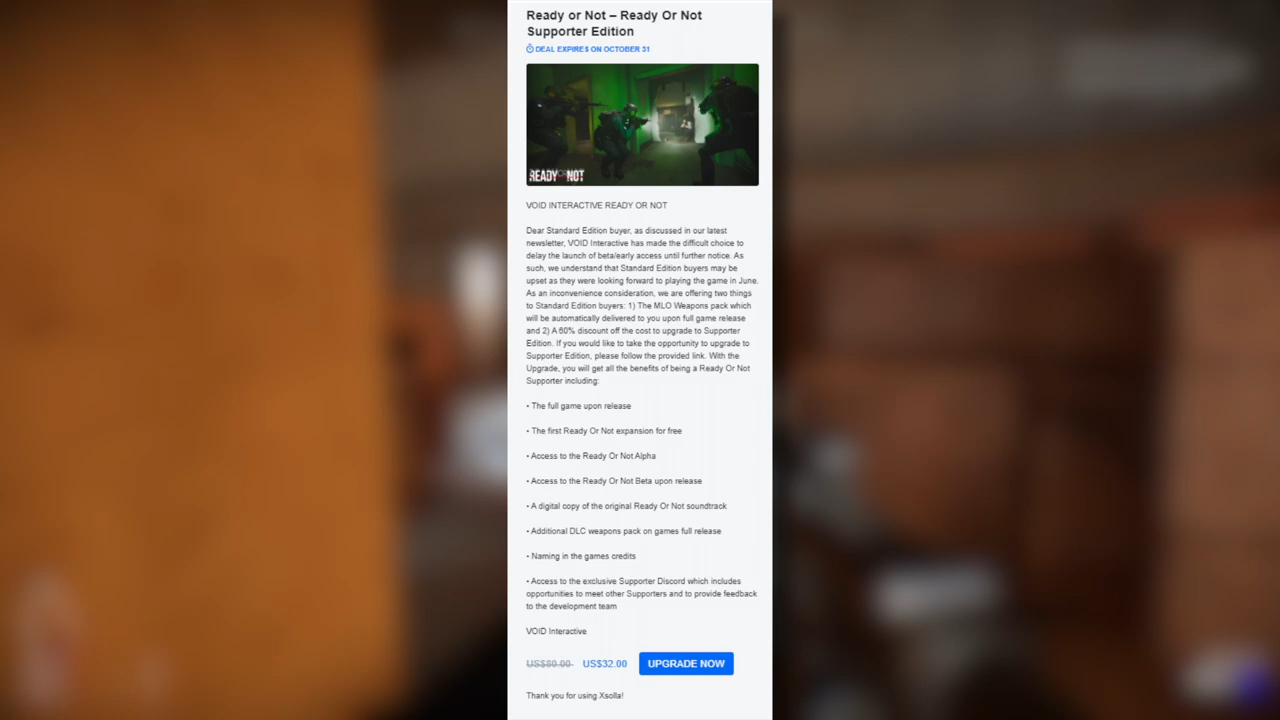 Ready or Not – Ready Or Not
Supporter Edition
DEAL EXPIRES ON OCTOBER 31
READY OR NOT
VOID INTERACTIVE READY OR NOT
Dear Standard Edition buyer, as discussed in our latest
newsletter, VOID Interactive has made the difficult choice to
delay the launch of beta/early access until further notice. As
such, we understand that Standard Edition buyers may be
upset as they were looking forward to playing the game in June.
As an inconvenience consideration, we are offering two things
to Standard Edition buyers: 1) The MLO Weapons pack which
will be automatically delivered to you upon full game release
and 2) A 60% discount off the cost to upgrade to Supporter
Edition. If you would like to take the opportunity to upgrade to
Supporter Edition, please follow the provided link. With the
Upgrade, you will get all the benefits of being a Ready Or Not
Supporter including:
• The full game upon release
• The first Ready Or Not expansion for free
• Access to the Ready Or Not Alpha
• Access to the Ready Or Not Beta upon release
• A digital copy of the original Ready Or Not soundtrack
• Additional DLC weapons pack on games full release
• Naming in the games credits
• Access to the exclusive Supporter Discord which includes
opportunities to meet other Supporters and to provide feedback
to the development team
VOID Interactive
US$80.00 US$32.00 UPGRADE NOW
Thank you for using Xsolla!